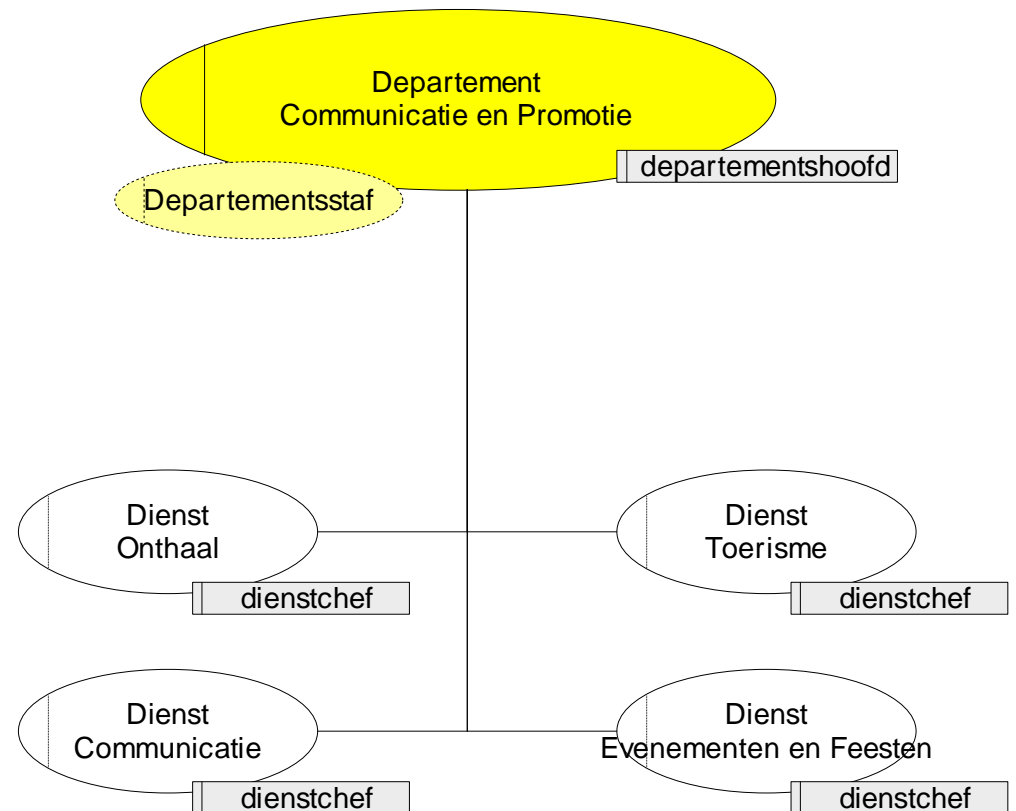 Departement
Communicatie en Promotie
departementshoofd
Departementsstaf
Dienst
Onthaal
dienstchef
Dienst
Toerisme
dienstchef
Dienst
Communicatie
dienstchef
Dienst
Evenementen en Feesten
dienstchef